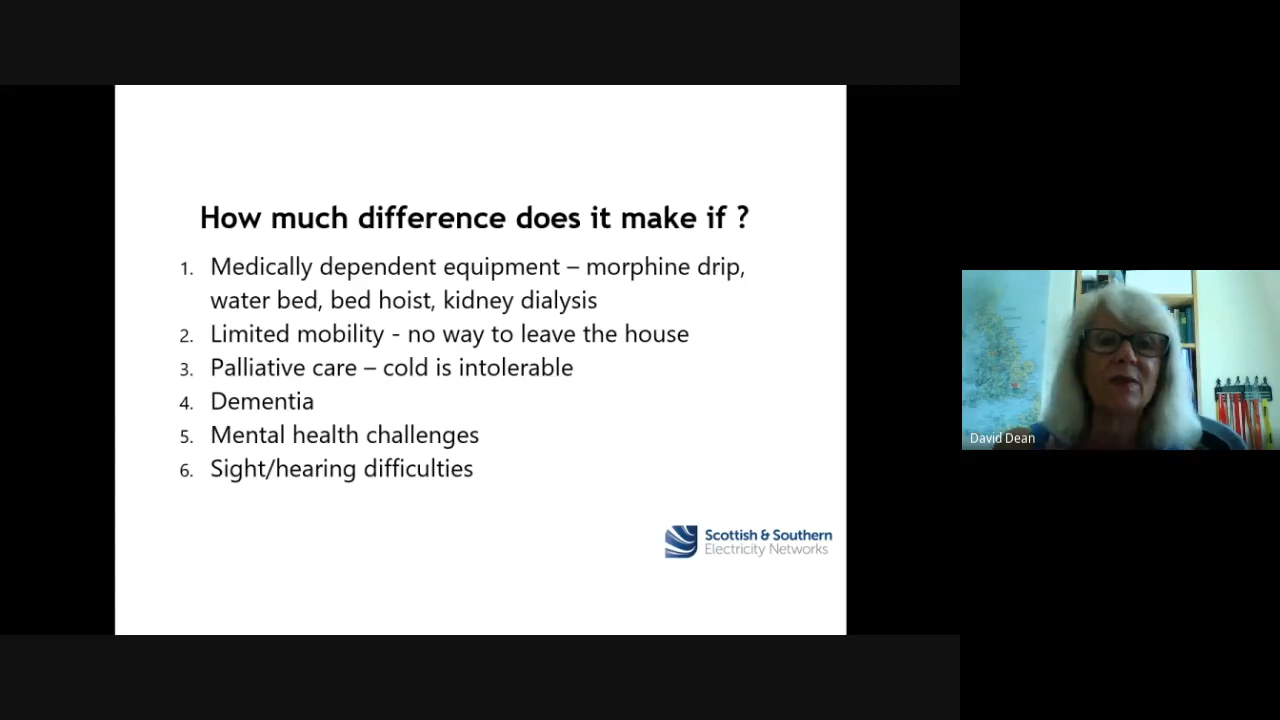 How much difference does it make if ?
1. Medically dependent equipment – morphine drip,
water bed, bed hoist, kidney dialysis
2. Limited mobility - no way to leave the house
3. Palliative care – cold is intolerable
4. Dementia
5. Mental health challenges
6. Sight/hearing difficulties
Scottish & Southern
Electricity Networks
David Dean